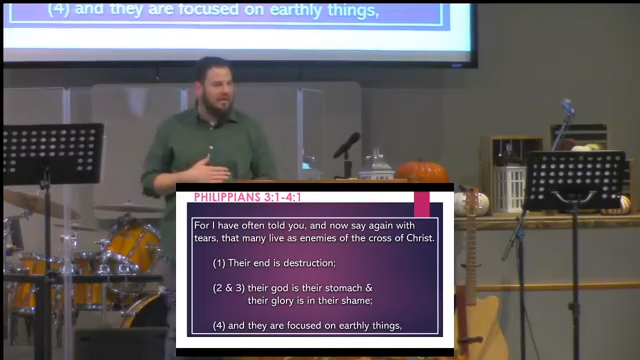 (4) and they are focused on earthly things,
PHILIPPIANS 3:1-4:1
For I have often told you, and now say again with
tears, that many live as enemies of the cross of Christ.
(1) Their end is destruction;
(2 & 3) their god is their stomach &
their glory is in their shame;
(4) and they are focused on earthly things,